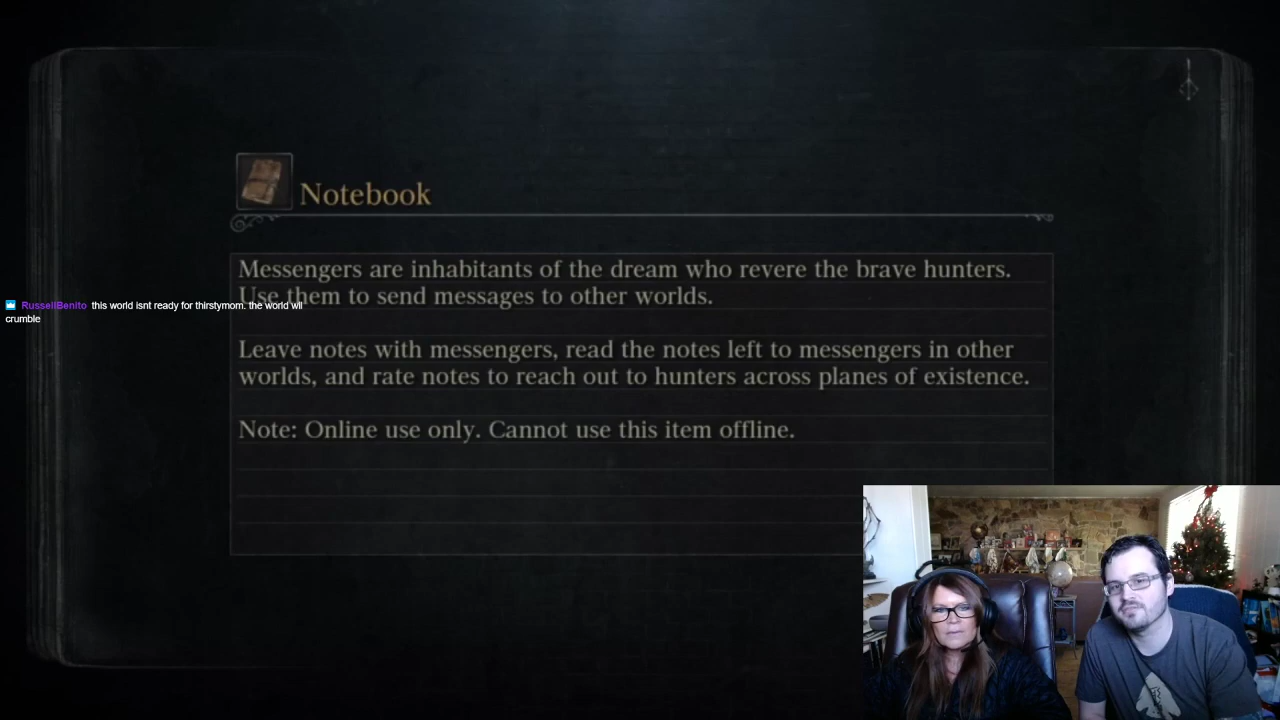 Notebook
Messengers are inhabitants of the dream who revere the brave hunters.
Use them to send messages to other worlds.
RussellBenito this world isnt ready for thirstymom. the world wil
crumble
Leave notes with messengers, read the notes left to messengers in other
worlds, and rate notes to reach out to hunters across planes of existence.
Note: Online use only. Cannot use this item offline.